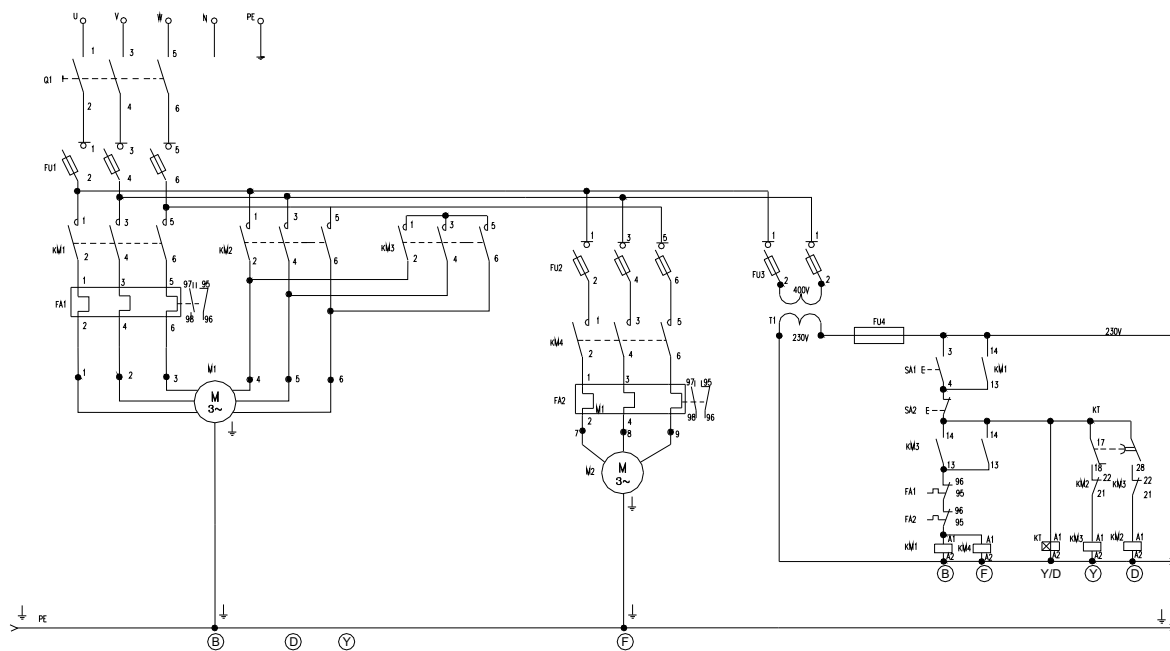 U V W N PE
1 3 5
Q1
2 4 6
1 3 5
FU1
2 4 6
1 3 5 1 3 5 1 5
KM1 KM2 KM3
2 4 6 2 4 6 2 4 6
1 3 5
FU2
2 4 6
1 1
FU3
2 2
400V
1 3 5 97 95
FA1
2 4 6 98 96
T1
230V
FU4
230V
1 3 5
KM4
2 4 6
M1
1 2 3 4 5 6
M
3~
1 3 5 97 95
FA2
M1
2 4 98 96
7 8 9
M2
M
3~
3 14
SA1 E KM1
4 13
SA2 E
KT
14 14
KM3
13 13
17
18 28
96
FA1
95
KM2 22 KM3 22
21 21
96
FA2
95
KM1 A1 KM4 A1 KT A1 KM3 A1 KM2 A1
A2 A2 A2 A2 A2
B F Y/D Y D
PE
B D Y F